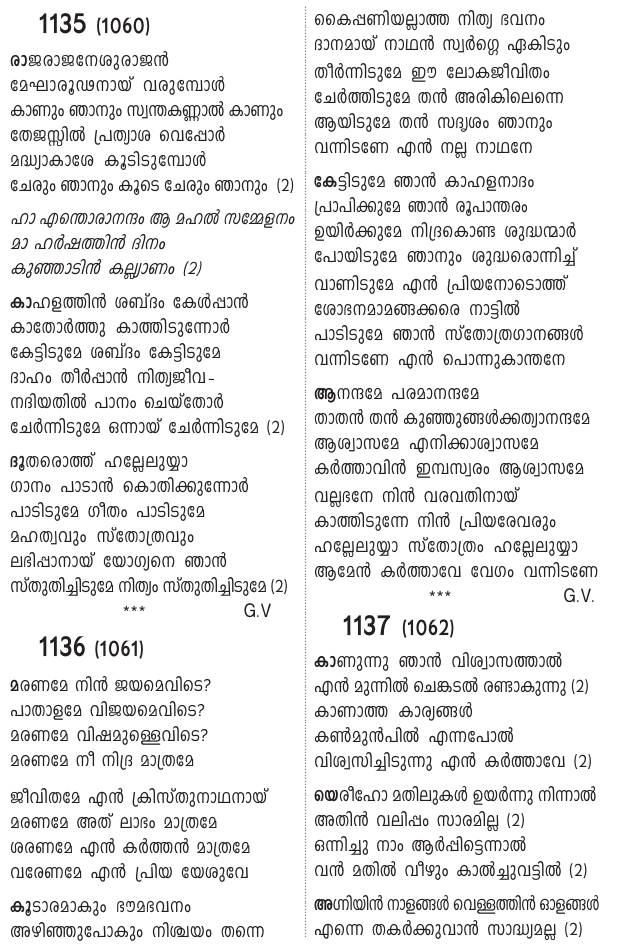 1135 (1060)
രാജരാജനേശുരാജൻ
മേഘാരൂഢനായ് വരുമ്പോൾ
കാണും ഞാനും സ്വന്തകണ്ണാൽ കാണും
തേജസ്സിൽ പ്രത്യാശ വെപ്പോർ
മദ്ധ്യാകാശേ കൂടിടുമ്പോൾ
ചേരും ഞാനും കൂടെ ചേരും ഞാനും (2)
ഹാ എന്തൊരാനന്ദം ആ മഹൽ സമ്മേളനം
മാ ഹർഷത്തിൻ ദിനം
കുഞ്ഞാടിൻ കല്ല്യാണം (2)
കാഹളത്തിൻ ശബ്ദം കേൾപ്പാൻ
കാതോർത്തു കാത്തിടുന്നോർ
കേട്ടിടുമേ ശബ്ദം കേട്ടിടുമേ
ദാഹം തീർപ്പാൻ നിത്യജീവ-
നദിയതിൽ പാനം ചെയ്തോർ
ചേർന്നിടുമേ ഒന്നായ് ചേർന്നിടുമേ (2)
ദൂതരൊത്ത് ഹല്ലേലുയ്യാ
ഗാനം പാടാൻ കൊതിക്കുന്നോർ
പാടിടുമേ ഗീതം പാടിടുമേ
മഹത്വവും സ്തോത്രവും
ലഭിപ്പാനായ് യോഗ്യനെ ഞാൻ
സ്തുതിച്ചിടുമേ നിത്യം സ്തുതിച്ചിടുമേ (2)
*** G.V
1136 (1061)
മരണമേ നിൻ ജയമെവിടെ?
പാതാളമേ വിജയമെവിടെ?
മരണമേ വിഷമുള്ളെവിടെ?
മരണമേ നീ നിദ്ര മാത്രമേ
ജീവിതമേ എൻ ക്രിസ്തുനാഥനായ്
മരണമേ അത് ലാഭം മാത്രമേ
ശരണമേ എൻ കർത്തൻ മാത്രമേ
വരേണമേ എൻ പ്രിയ യേശുവേ
കൂടാരമാകും ഭൗമഭവനം
അഴിഞ്ഞുപോകും നിശ്ചയം തന്നെ
കൈപ്പണിയല്ലാത്ത നിത്യ ഭവനം
ദാനമായ് നാഥൻ സ്വർഗ്ഗെ ഏകിടും
തീർന്നിടുമേ ഈ ലോകജീവിതം
ചേർത്തിടുമേ തൻ അരികിലെന്നെ
ആയിടുമേ തൻ സദൃശം ഞാനും
വന്നിടണേ എൻ നല്ല നാഥനേ
കേട്ടിടുമേ ഞാൻ കാഹളനാദം
പ്രാപിക്കുമേ ഞാൻ രൂപാന്തരം
ഉയിർക്കുമേ നിദ്രകൊണ്ട ശുദ്ധന്മാർ
പോയിടുമേ ഞാനും ശുദ്ധരൊന്നിച്ച്
വാണിടുമേ എൻ പ്രിയനോടൊത്ത്
ശോഭനമാമങ്ങക്കരെ നാട്ടിൽ
പാടിടുമേ ഞാൻ സ്തോത്രഗാനങ്ങൾ
വന്നിടണേ എൻ പൊന്നുകാന്തനേ
ആനന്ദമേ പരമാനന്ദമേ
താതൻ തൻ കുഞ്ഞുങ്ങൾക്കത്യാനന്ദമേ
ആശ്വാസമേ എനിക്കാശ്വാസമേ
കർത്താവിൻ ഇമ്പസ്വരം ആശ്വാസമേ
വല്ലഭനേ നിൻ വരവതിനായ്
കാത്തിടുന്നേ നിൻ പ്രിയരേവരും
ഹല്ലേലുയ്യാ സ്തോത്രം ഹല്ലേലുയ്യാ
ആമേൻ കർത്താവേ വേഗം വന്നിടണേ
*** G.V.
1137 (1062)
കാണുന്നു ഞാൻ വിശ്വാസത്താൽ
എൻ മുന്നിൽ ചെങ്കടൽ രണ്ടാകുന്നു (2)
കാണാത്ത കാര്യങ്ങൾ
കൺമുൻപിൽ എന്നപോൽ
വിശ്വസിച്ചിടുന്നു എൻ കർത്താവേ (2)
യെരീഹോ മതിലുകൾ ഉയർന്നു നിന്നാൽ
അതിൻ വലിപ്പം സാരമില്ല (2)
ഒന്നിച്ചു നാം ആർപ്പിട്ടെന്നാൽ
വൻ മതിൽ വീഴും കാൽച്ചുവട്ടിൽ (2)
അഗ്നിയിൻ നാളങ്ങൾ വെള്ളത്തിൻ ഓളങ്ങൾ
എന്നെ തകർക്കുവാൻ സാദ്ധ്യമല്ല (2)